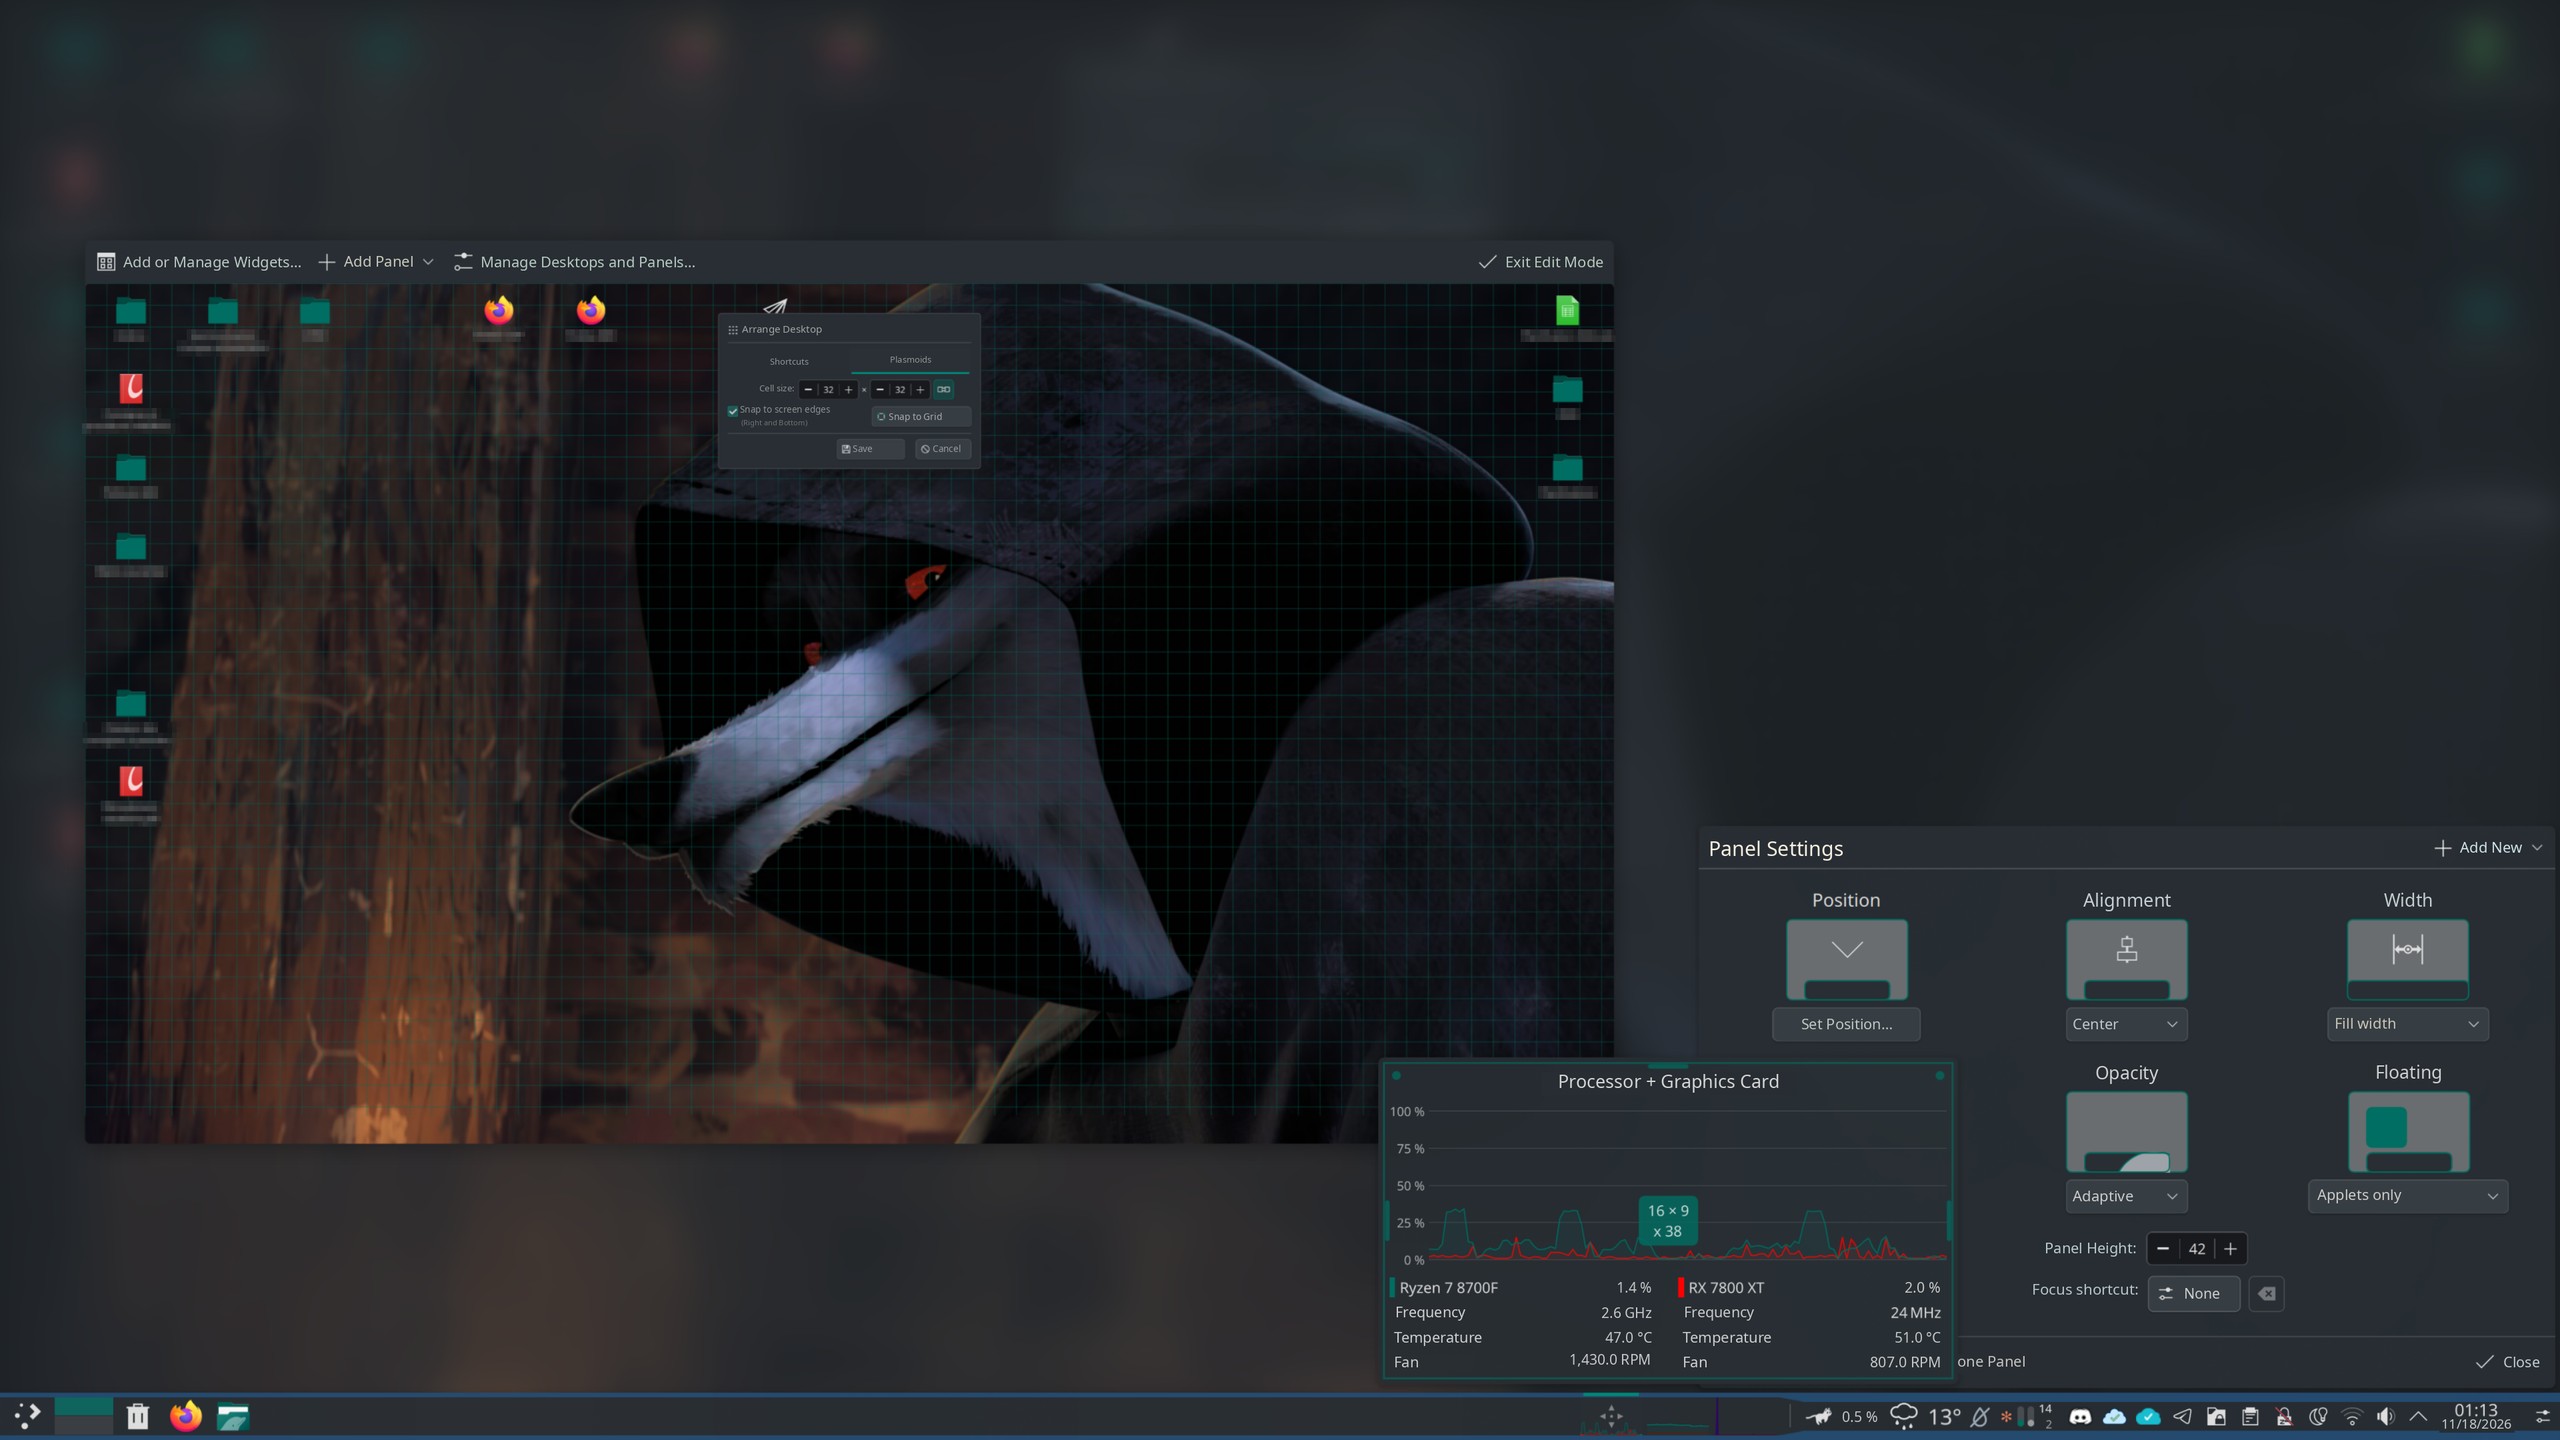 Add or Manage Widgets... Add Panel Manage Desktops and Panels... Exit Edit Mode
Arrange Desktop
Shortcuts Plasmoids
Cell size: 32 × 32
Snap to screen edges
(Right and Bottom)
Snap to Grid
Save Cancel
Panel Settings Add New
Position Alignment Width
Set Position... Center Fill width
Opacity Floating
Adaptive Applets only
Panel Height: 42
Focus shortcut: None
one Panel Close
Processor + Graphics Card
100 %
75 %
50 %
25 %
0 %
16 × 9
x 38
Ryzen 7 8700F 1.4 % RX 7800 XT 2.0 %
Frequency 2.6 GHz Frequency 24 MHz
Temperature 47.0 °C Temperature 51.0 °C
Fan 1,430.0 RPM Fan 807.0 RPM
0.5 % 13° 14
2
01:13
11/18/2026